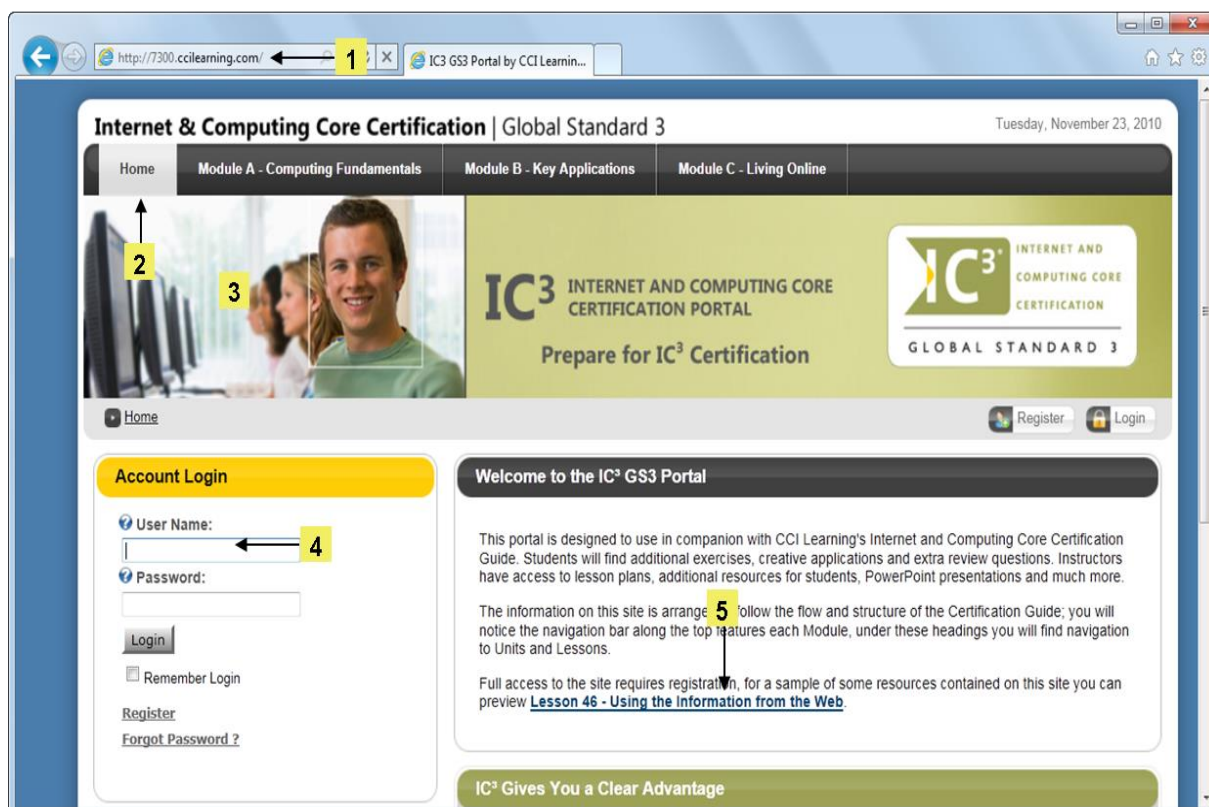 http://7300.ccilearning.com/
1
IC3 GS3 Portal by CCI Learnin...
Internet & Computing Core Certification | Global Standard 3
Tuesday, November 23, 2010
Home
Module A - Computing Fundamentals
Module B - Key Applications
Module C - Living Online
2
3
IC³ INTERNET AND COMPUTING CORE
CERTIFICATION PORTAL
Prepare for IC³ Certification
IC³ INTERNET AND
COMPUTING CORE
CERTIFICATION
GLOBAL STANDARD 3
Home
Register
Login
Account Login
User Name:
4
Password:
Login
Remember Login
Register
Forgot Password ?
Welcome to the IC³ GS3 Portal
This portal is designed to use in companion with CCI Learning's Internet and Computing Core Certification
Guide. Students will find additional exercises, creative applications and extra review questions. Instructors
have access to lesson plans, additional resources for students, PowerPoint presentations and much more.
The information on this site is arrange 5 follow the flow and structure of the Certification Guide; you will
notice the navigation bar along the top features each Module, under these headings you will find navigation
to Units and Lessons.
Full access to the site requires registration, for a sample of some resources contained on this site you can
preview Lesson 46 - Using the Information from the Web.
IC³ Gives You a Clear Advantage